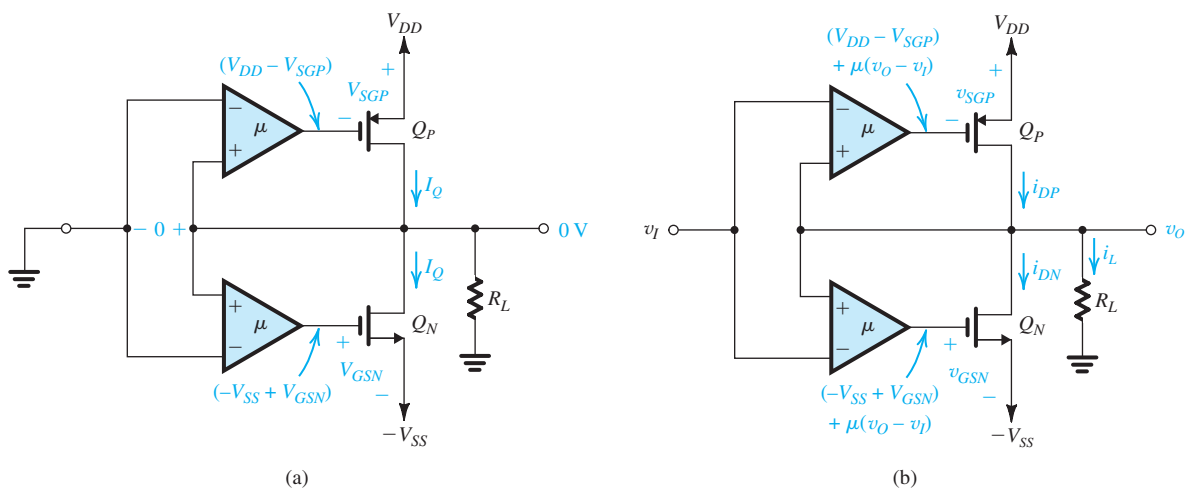 V_DD
(V_DD − V_SGP)
+
V_SGP
−
−
μ
+
Q_P
I_Q
− 0 +
0 V
I_Q
R_L
+
μ
−
Q_N
+
V_GSN
−
(−V_SS + V_GSN)
−V_SS
(a)
V_DD
(V_DD − V_SGP)
+ μ(v_O − v_I)
+
v_SGP
−
−
μ
+
Q_P
i_DP
v_I
v_O
i_DN
i_L
R_L
+
μ
−
Q_N
+
v_GSN
−
(−V_SS + V_GSN)
+ μ(v_O − v_I)
−V_SS
(b)